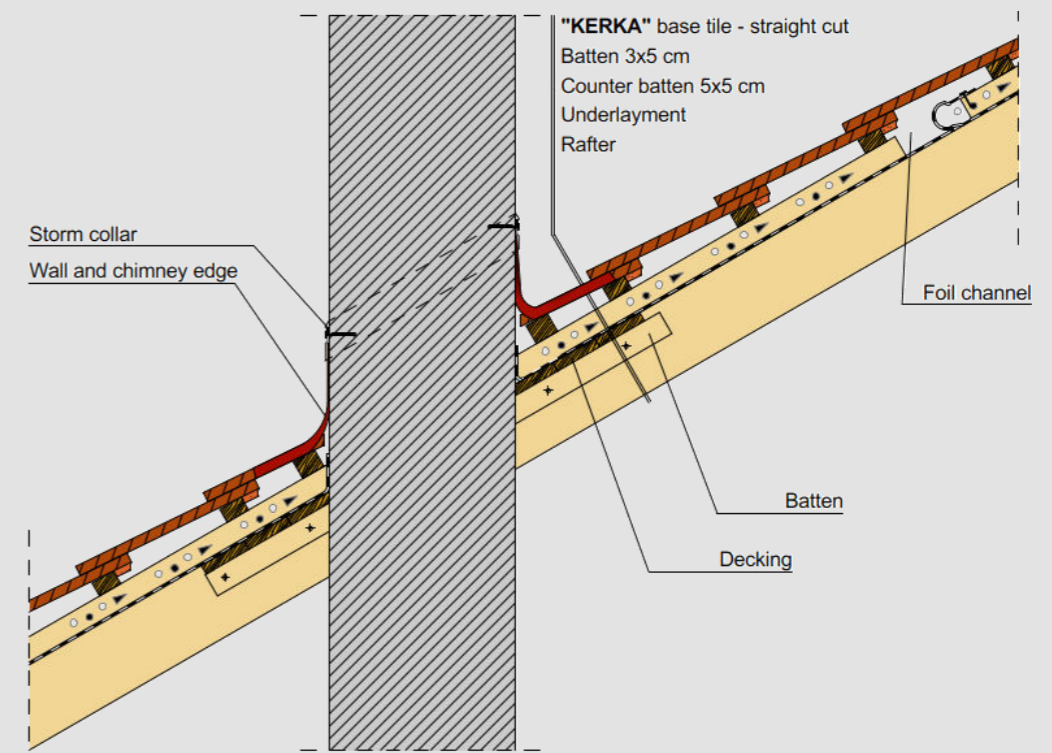 "KERKA" base tile - straight cut
Batten 3x5 cm
Counter batten 5x5 cm
Underlayment
Rafter
Storm collar
Wall and chimney edge
Foil channel
Batten
Decking